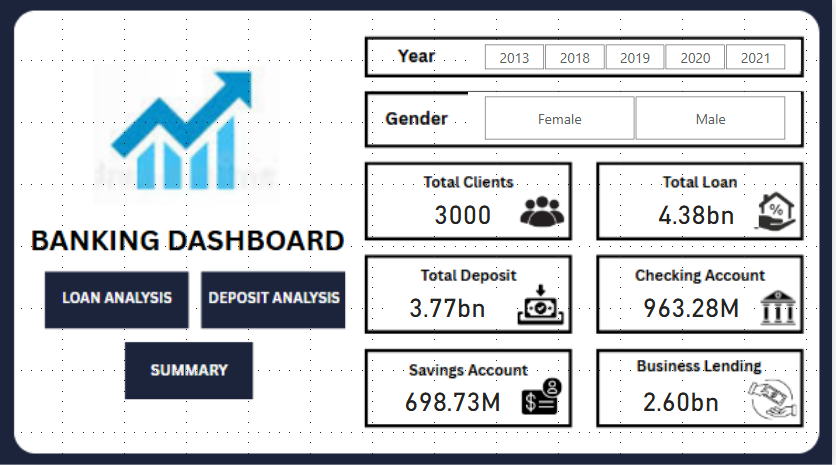 Year
2013 2018 2019 2020 2021
Gender
Female Male
BANKING DASHBOARD
LOAN ANALYSIS DEPOSIT ANALYSIS
SUMMARY
Total Clients
3000
Total Loan
4.38bn
%
Total Deposit
3.77bn
Checking Account
963.28M
Savings Account
698.73M
$
Business Lending
2.60bn